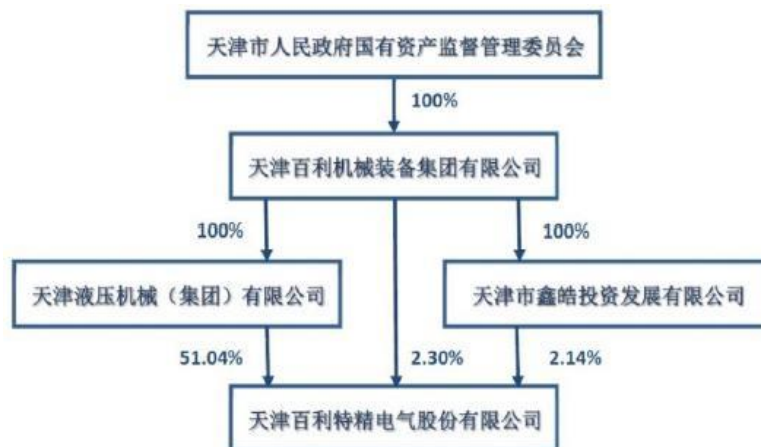 天津市人民政府国有资产监督管理委员会
100%
天津百利机械装备集团有限公司
100%
100%
天津液压机械（集团）有限公司
天津市鑫皓投资发展有限公司
51.04%
2.30%
2.14%
天津百利特精电气股份有限公司